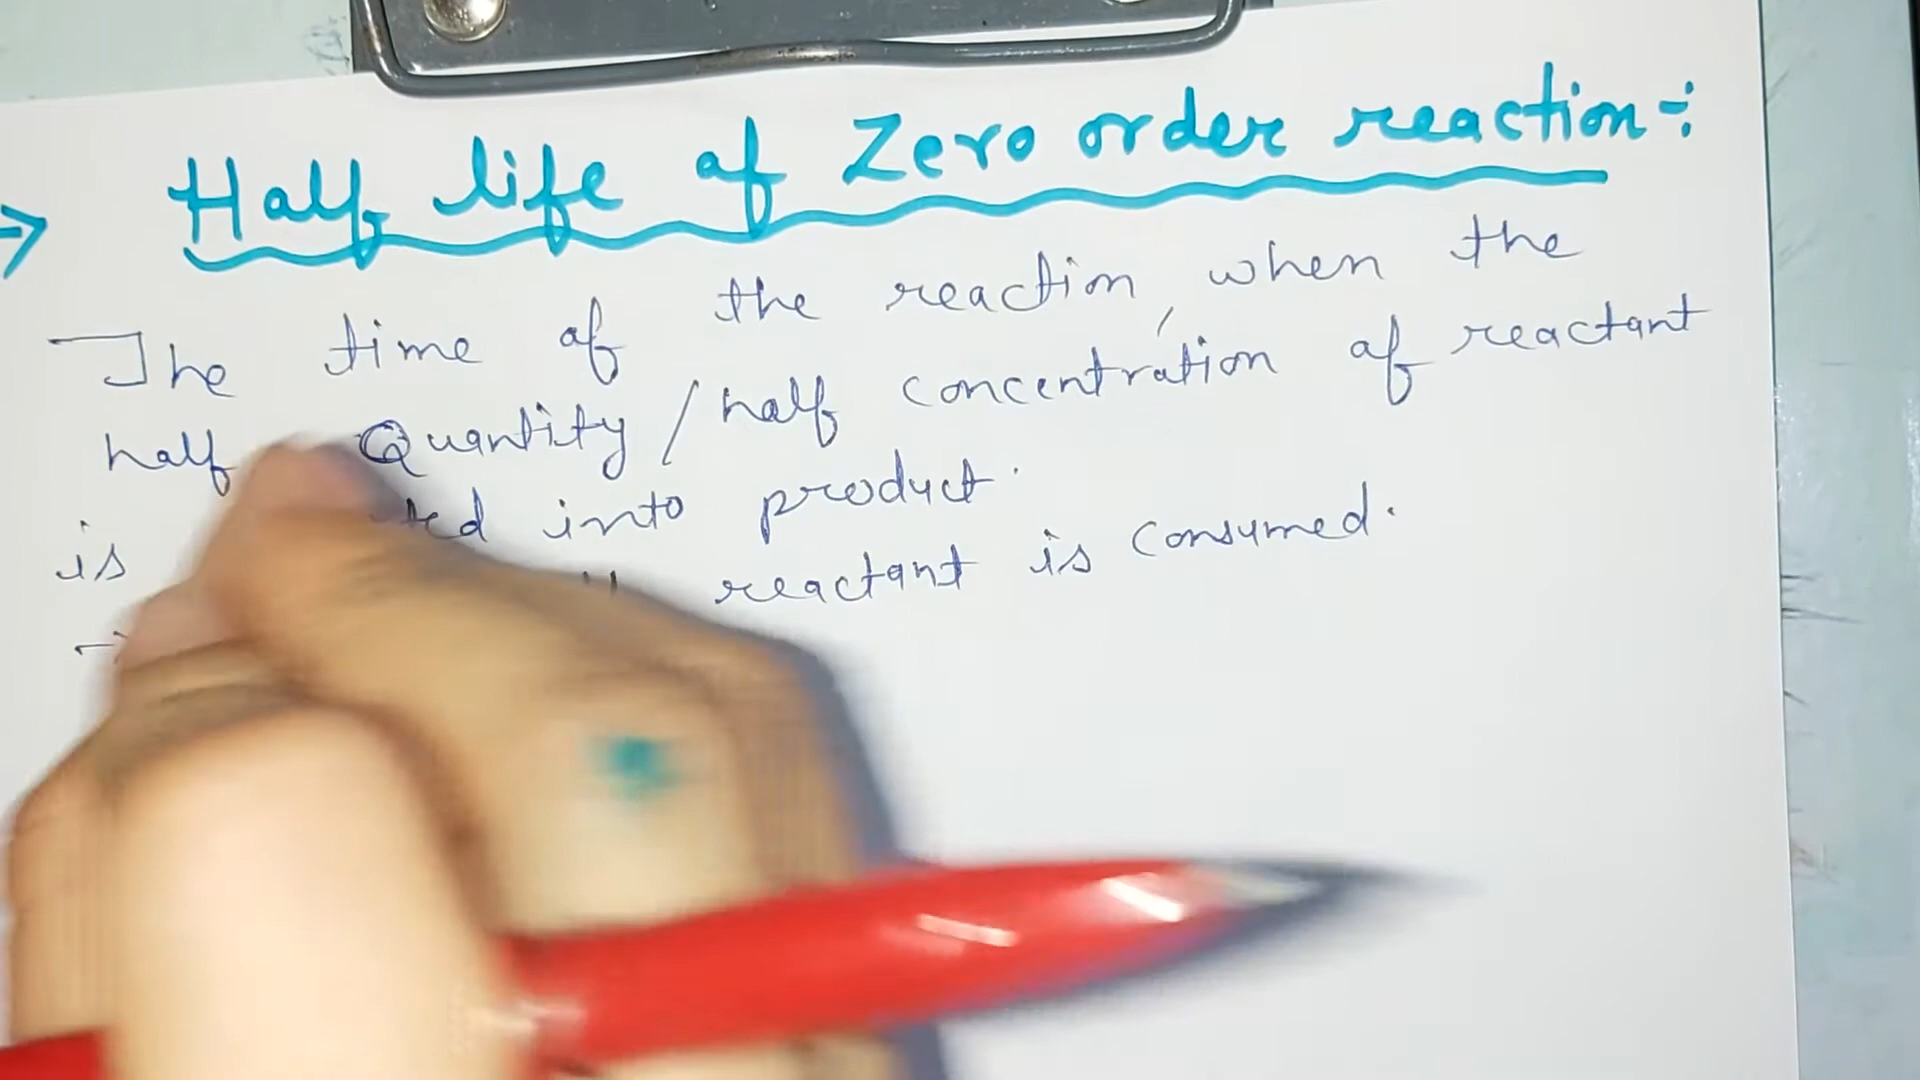 → Half life of Zero order reaction :-
The time of the reaction, when the
half Quantity / half concentration of reactant
is into product.
reactant is consumed.